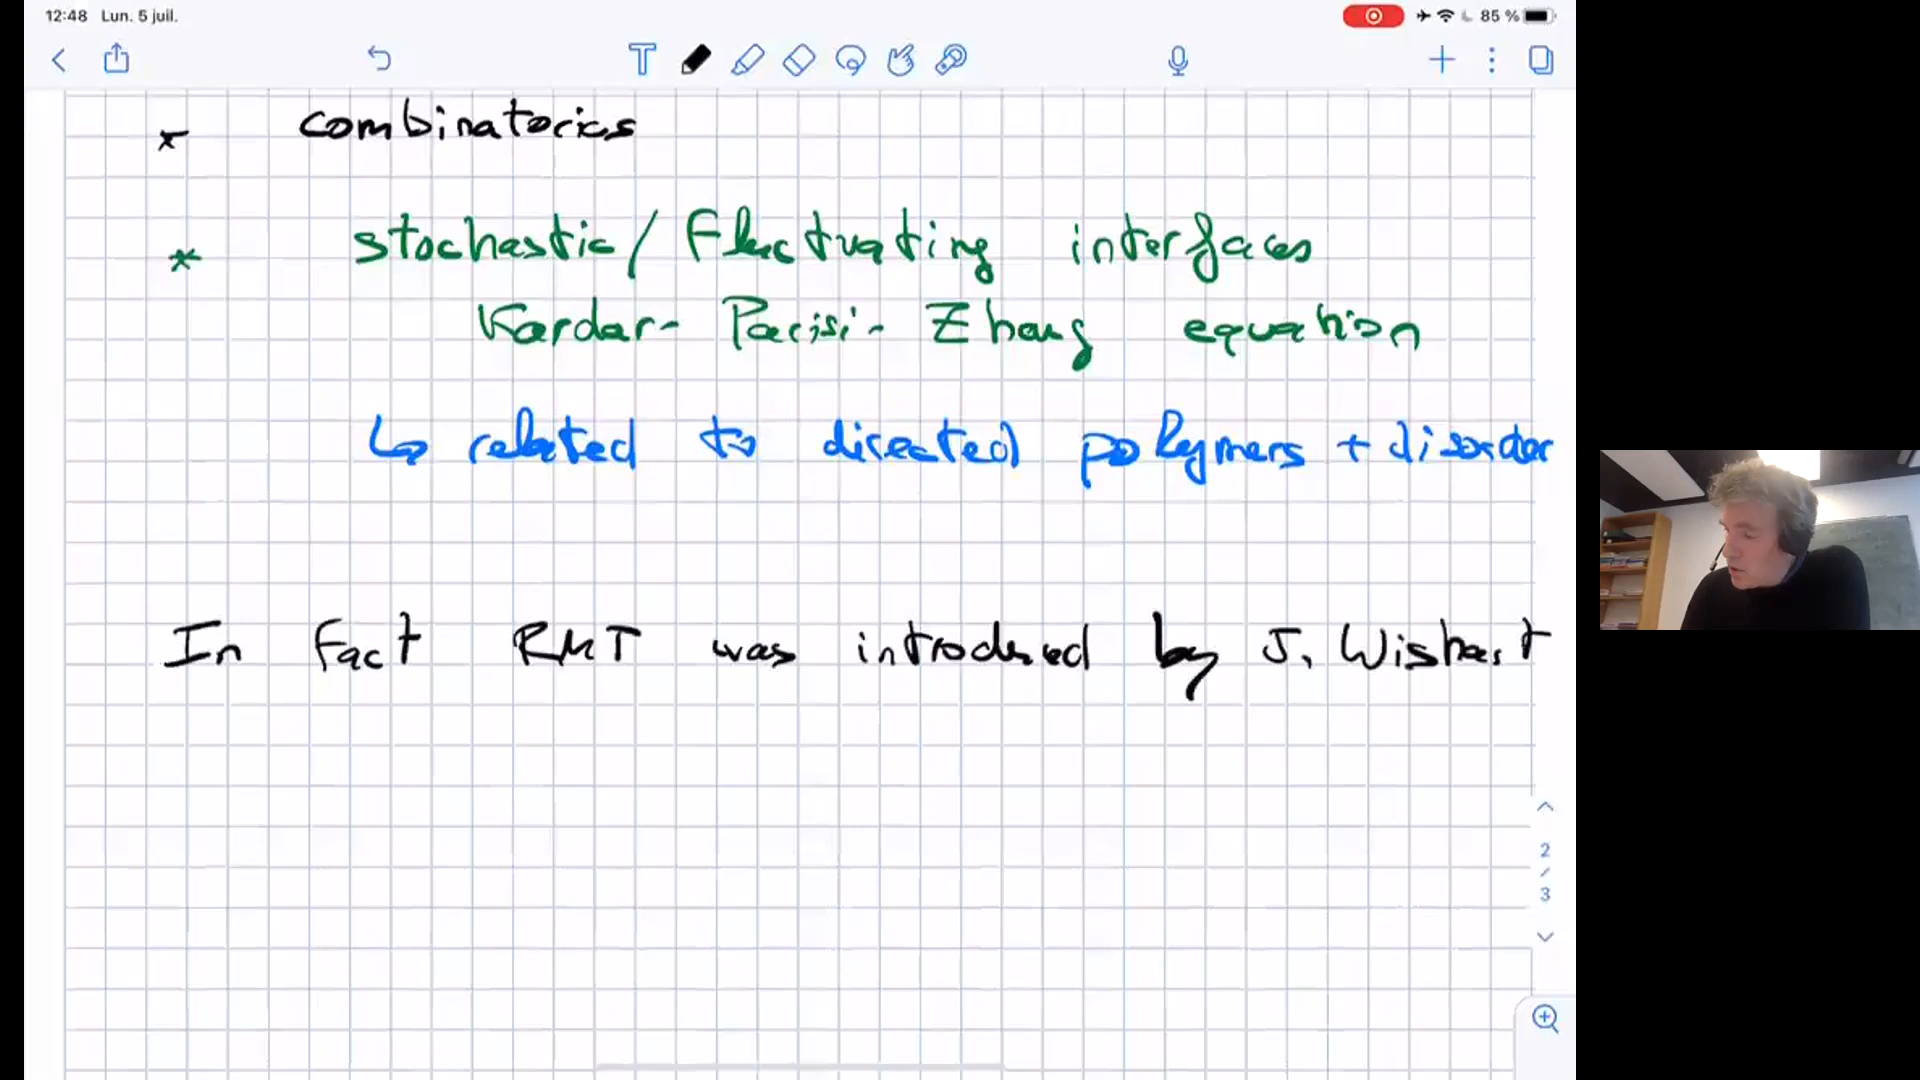 12:48 Lun. 5 juil. 85 %
* combinatorics
* stochastic / Fluctuating interfaces
Kardar- Parisi- Zhang equation
↳ related to directed polymers + disorder
In Fact RMT was introduced by J. Wishart
2
/
3